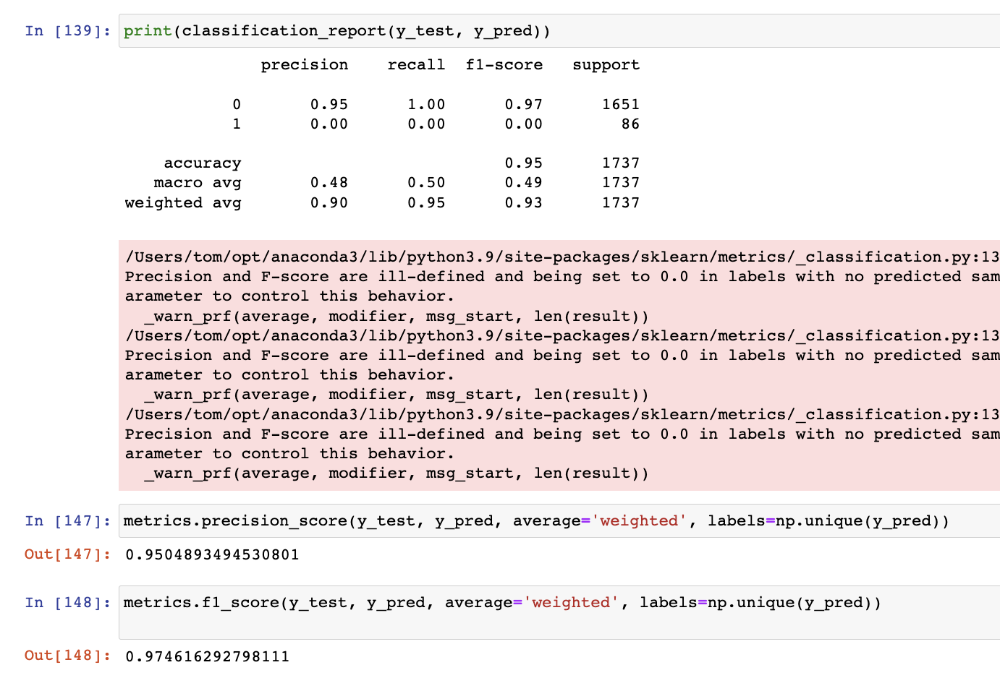 In [139]: print(classification_report(y_test, y_pred))
precision recall f1-score support
0 0.95 1.00 0.97 1651
1 0.00 0.00 0.00 86
accuracy 0.95 1737
macro avg 0.48 0.50 0.49 1737
weighted avg 0.90 0.95 0.93 1737
/Users/tom/opt/anaconda3/lib/python3.9/site-packages/sklearn/metrics/_classification.py:13
Precision and F-score are ill-defined and being set to 0.0 in labels with no predicted sam
arameter to control this behavior.
_warn_prf(average, modifier, msg_start, len(result))
/Users/tom/opt/anaconda3/lib/python3.9/site-packages/sklearn/metrics/_classification.py:13
Precision and F-score are ill-defined and being set to 0.0 in labels with no predicted sam
arameter to control this behavior.
_warn_prf(average, modifier, msg_start, len(result))
/Users/tom/opt/anaconda3/lib/python3.9/site-packages/sklearn/metrics/_classification.py:13
Precision and F-score are ill-defined and being set to 0.0 in labels with no predicted sam
arameter to control this behavior.
_warn_prf(average, modifier, msg_start, len(result))
In [147]: metrics.precision_score(y_test, y_pred, average='weighted', labels=np.unique(y_pred))
Out[147]: 0.9504893494530801
In [148]: metrics.f1_score(y_test, y_pred, average='weighted', labels=np.unique(y_pred))
Out[148]: 0.974616292798111